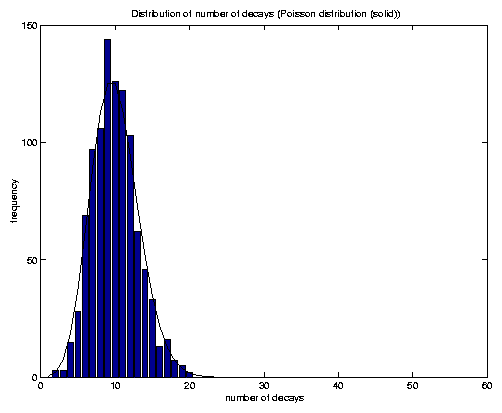 Distribution of number of decays (Poisson distribution (solid))
150
100
50
0
0 10 20 30 40 50 60
frequency
number of decays